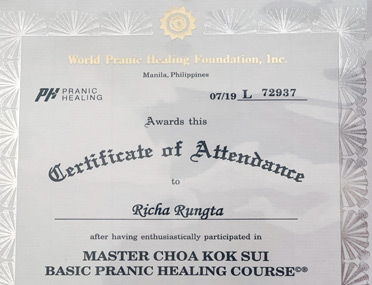 World Pranic Healing Foundation, Inc.
Manila, Philippines
PH PRANIC HEALING
07/19 L 72937
Awards this
Certificate of Attendance
to
Richa Rungta
after having enthusiastically participated in
MASTER CHOA KOK SUI
BASIC PRANIC HEALING COURSE©®